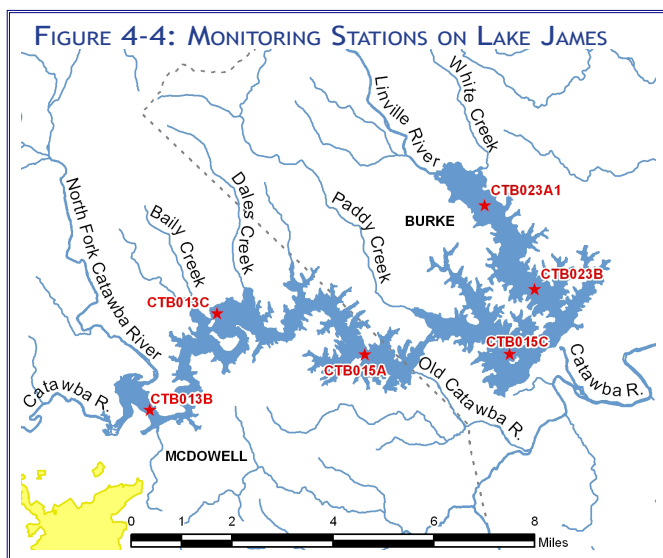 FIGURE 4-4: MONITORING STATIONS ON LAKE JAMES
White Creek
Linville River
North Fork Catawba River
Dales Creek
Baily Creek
Paddy Creek
CTB023A1
BURKE
CTB023B
CTB013C
CTB015C
CTB015A
Old Catawba R.
Catawba R.
Catawba R.
CTB013B
MCDOWELL
0 1 2 4 6 8
Miles